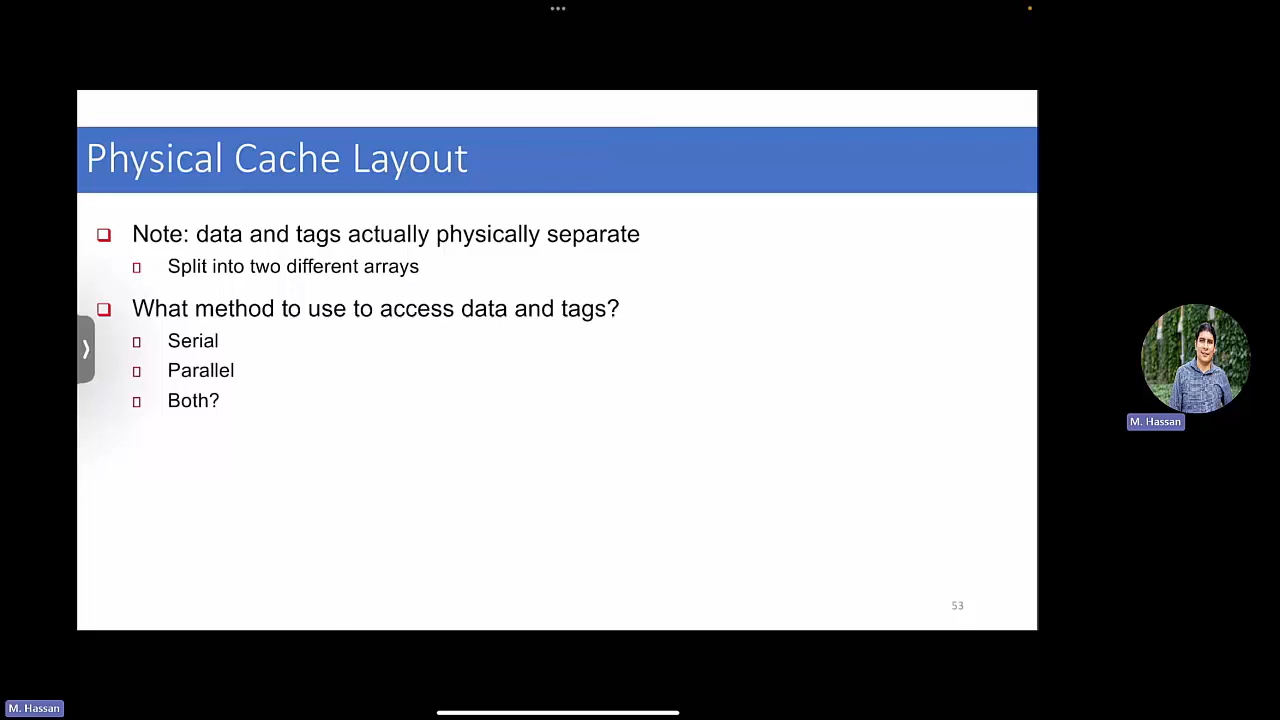 Physical Cache Layout
Note: data and tags actually physically separate
Split into two different arrays
What method to use to access data and tags?
Serial
Parallel
Both?
53
M. Hassan
M. Hassan